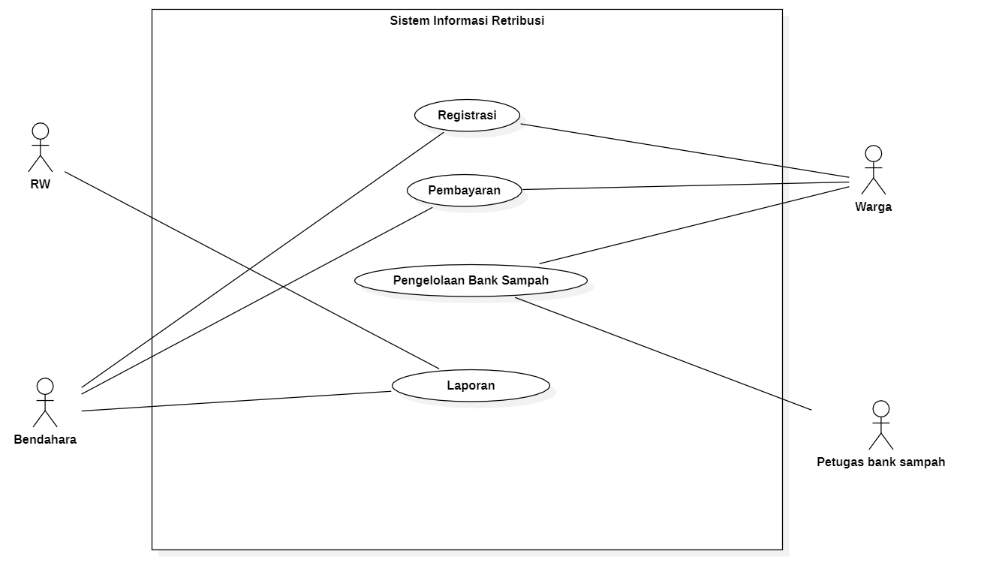 Sistem Informasi Retribusi
Registrasi
RW
Pembayaran
Warga
Pengelolaan Bank Sampah
Laporan
Bendahara
Petugas bank sampah